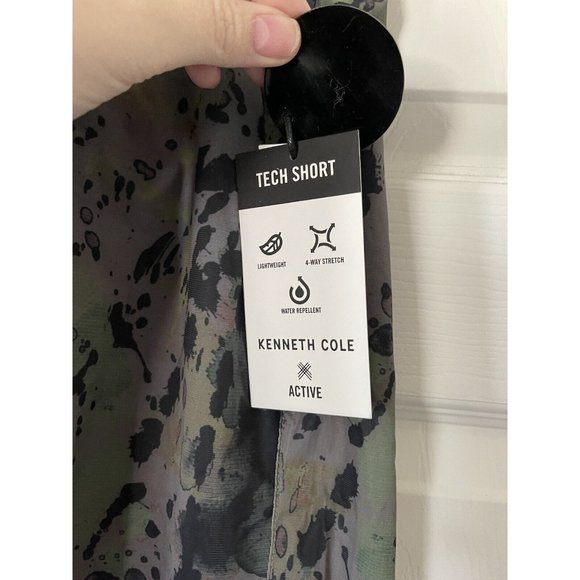 TECH SHORT
LIGHTWEIGHT 4-WAY STRETCH
WATER REPELLENT
KENNETH COLE
ACTIVE